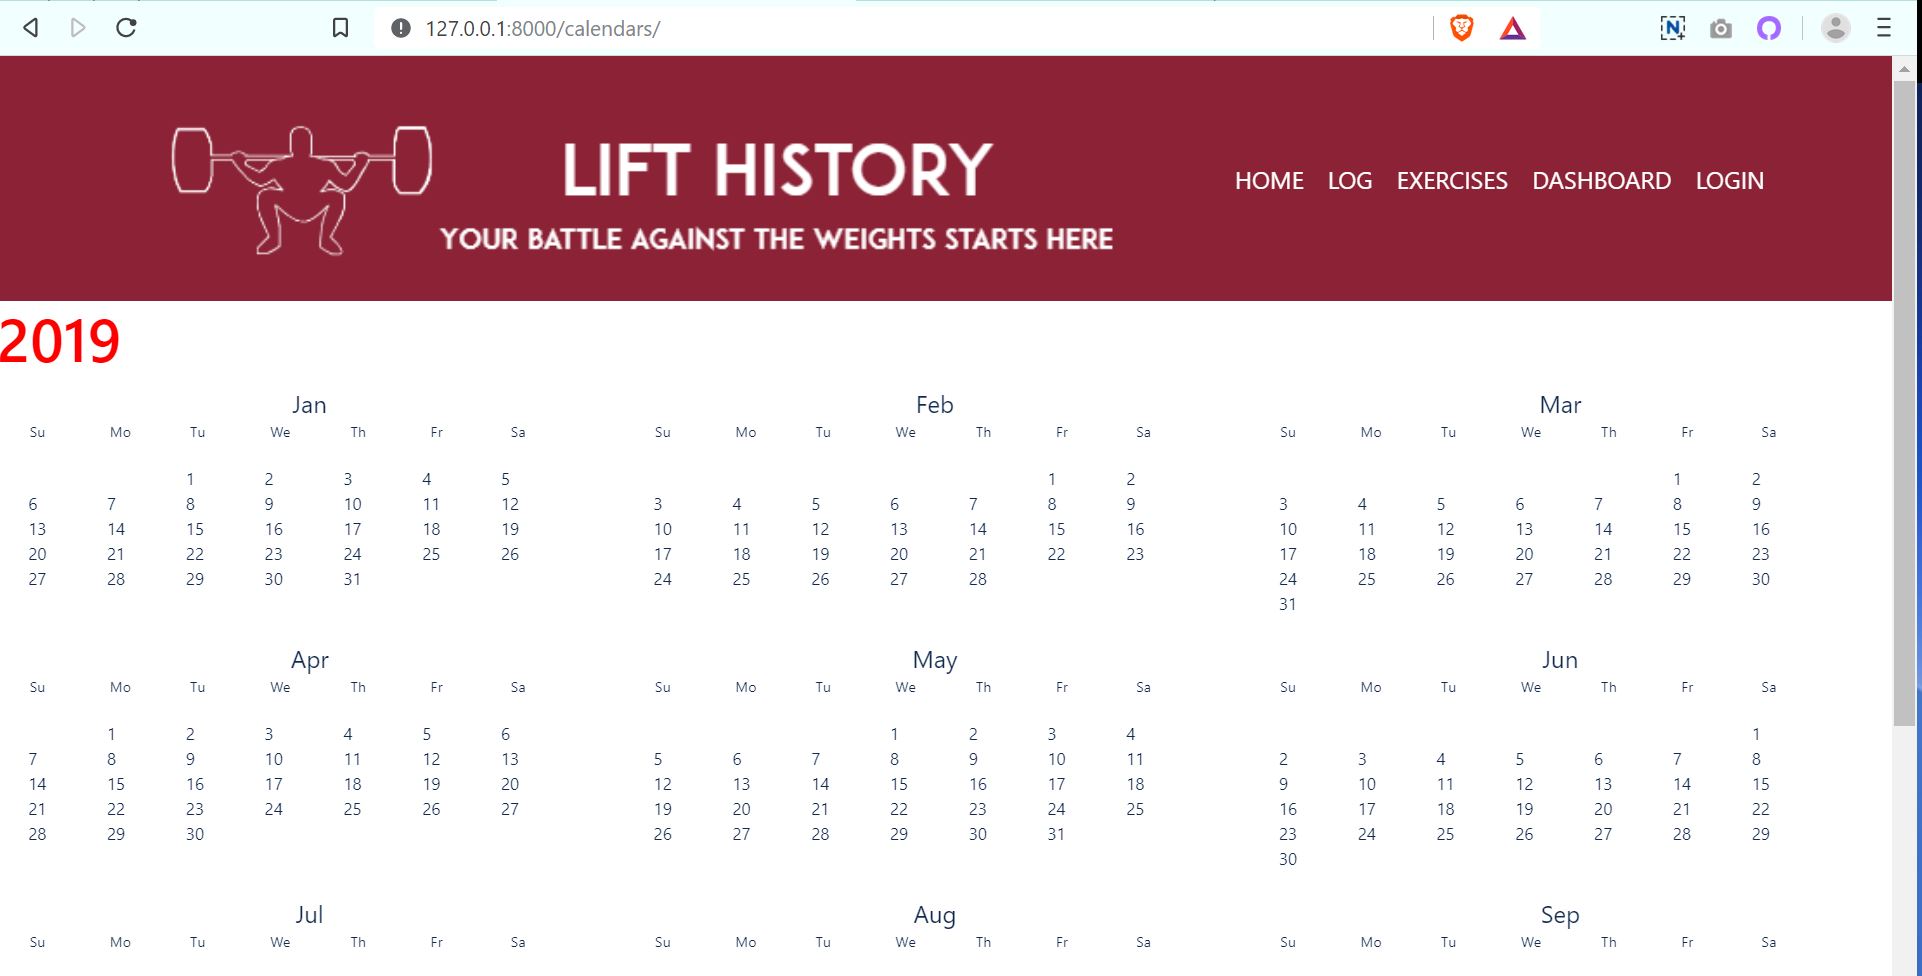 127.0.0.1:8000/calendars/
LIFT HISTORY
YOUR BATTLE AGAINST THE WEIGHTS STARTS HERE
HOME LOG EXERCISES DASHBOARD LOGIN
2019
Jan Feb Mar
Su Mo Tu We Th Fr Sa Su Mo Tu We Th Fr Sa Su Mo Tu We Th Fr Sa
1 2 3 4 5 1 2 1 2
6 7 8 9 10 11 12 3 4 5 6 7 8 9 3 4 5 6 7 8 9
13 14 15 16 17 18 19 10 11 12 13 14 15 16 10 11 12 13 14 15 16
20 21 22 23 24 25 26 17 18 19 20 21 22 23 17 18 19 20 21 22 23
27 28 29 30 31 24 25 26 27 28 24 25 26 27 28 29 30
31
Apr May Jun
Su Mo Tu We Th Fr Sa Su Mo Tu We Th Fr Sa Su Mo Tu We Th Fr Sa
1 2 3 4 5 6 1 2 3 4 1
7 8 9 10 11 12 13 5 6 7 8 9 10 11 2 3 4 5 6 7 8
14 15 16 17 18 19 20 12 13 14 15 16 17 18 9 10 11 12 13 14 15
21 22 23 24 25 26 27 19 20 21 22 23 24 25 16 17 18 19 20 21 22
28 29 30 26 27 28 29 30 31 23 24 25 26 27 28 29
30
Jul Aug Sep
Su Mo Tu We Th Fr Sa Su Mo Tu We Th Fr Sa Su Mo Tu We Th Fr Sa